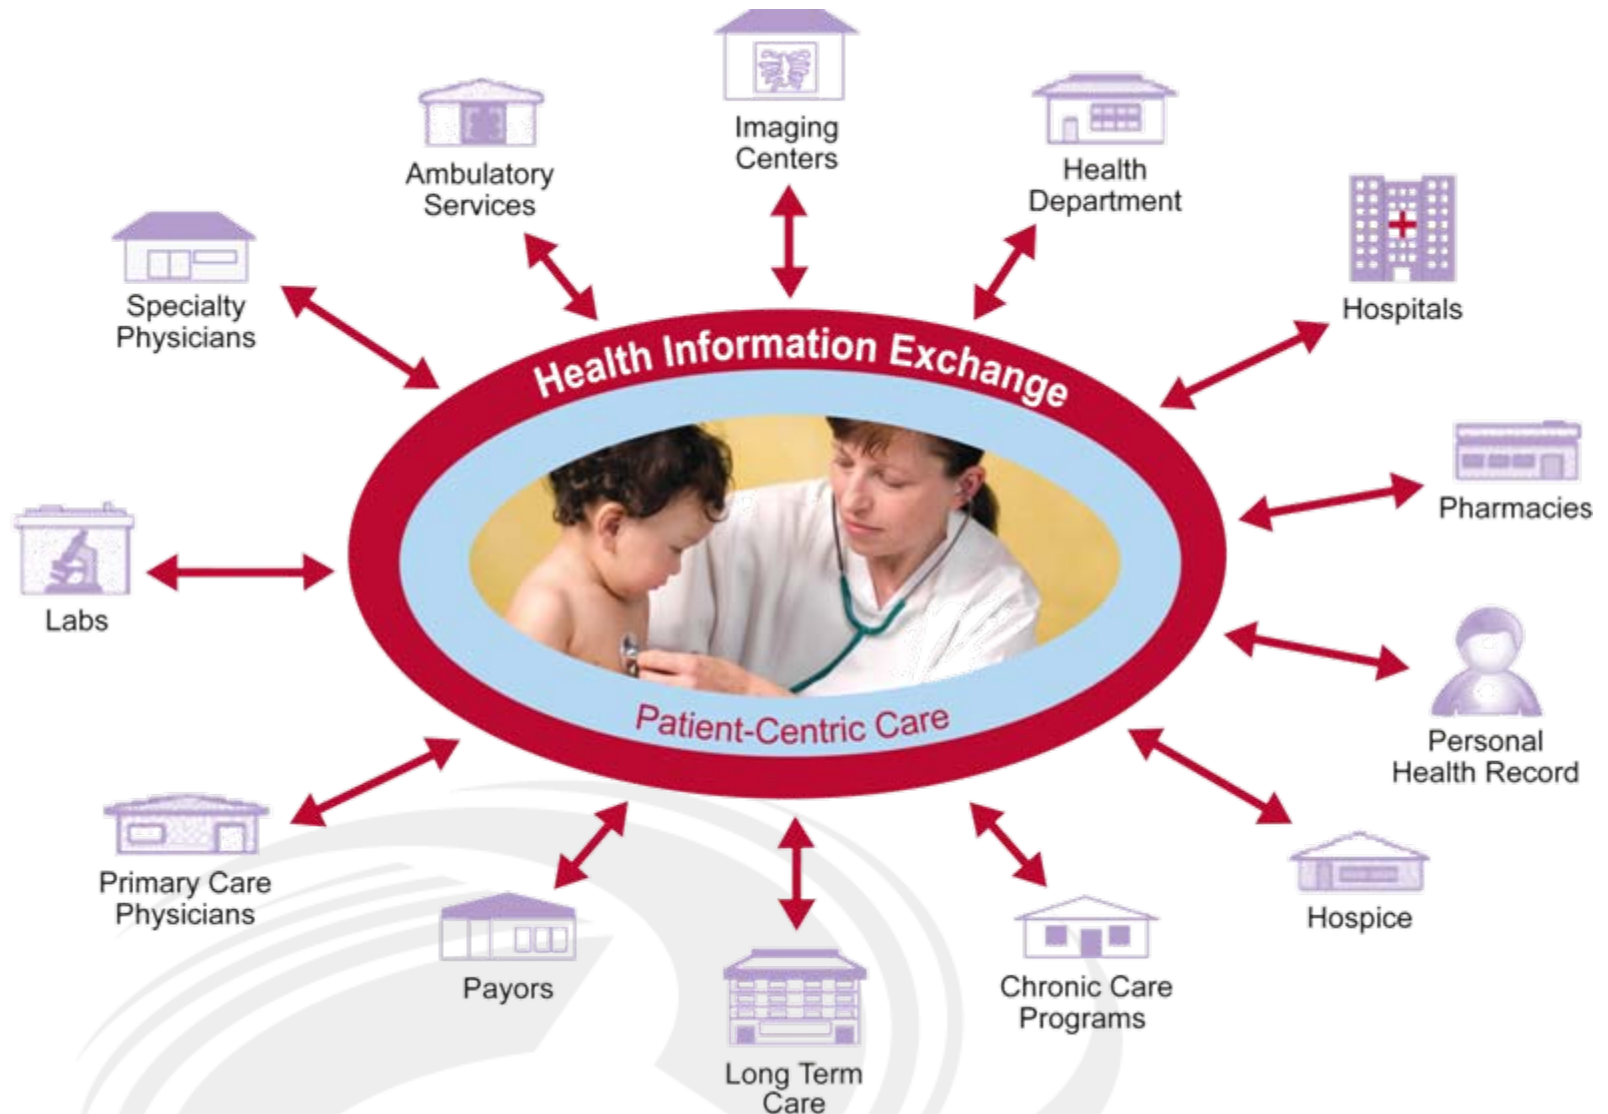 Imaging
Centers
Ambulatory
Services
Health
Department
Specialty
Physicians
Hospitals
Health Information Exchange
Pharmacies
Labs
Patient-Centric Care
Personal
Health Record
Primary Care
Physicians
Hospice
Payors
Chronic Care
Programs
Long Term
Care